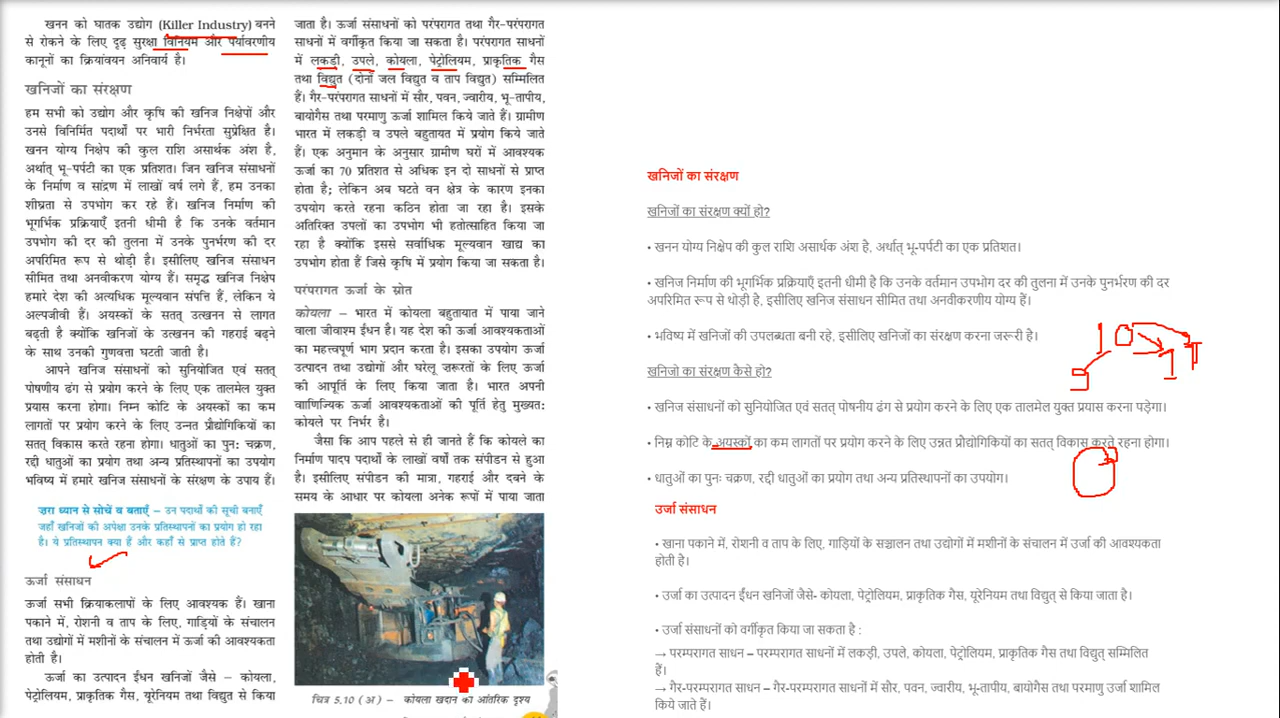 खनन को घातक उद्योग (Killer Industry) बनने
से रोकने के लिए दृढ़ सुरक्षा विनियम और पर्यावरणीय
कानूनों का क्रियांवयन अनिवार्य है।
खनिजों का संरक्षण
हम सभी को उद्योग और कृषि की खनिज निक्षेपों और
उनसे विनिर्मित पदार्थों पर भारी निर्भरता सुप्रेक्षित है।
खनन योग्य निक्षेप की कुल राशि असार्थक अंश है,
अर्थात् भू-पर्पटी का एक प्रतिशत। जिन खनिज संसाधनों
के निर्माण व सांद्रण में लाखों वर्ष लगे हैं, हम उनका
शीघ्रता से उपभोग कर रहे हैं। खनिज निर्माण की
भूगर्भिक प्रक्रियाएँ इतनी धीमी है कि उनके वर्तमान
उपभोग की दर की तुलना में उनके पुनर्भरण की दर
अपरिमित रूप से थोड़ी है। इसीलिए खनिज संसाधन
सीमित तथा अनवीकरण योग्य हैं। समृद्ध खनिज निक्षेप
हमारे देश की अत्यधिक मूल्यवान संपत्ति हैं, लेकिन ये
अल्पजीवी हैं। अयस्कों के सतत् उत्खनन से लागत
बढ़ती है क्योंकि खनिजों के उत्खनन की गहराई बढ़ने
के साथ उनकी गुणवत्ता घटती जाती है।
आपने खनिज संसाधनों को सुनियोजित एवं सतत्
पोषणीय ढंग से प्रयोग करने के लिए एक तालमेल युक्त
प्रयास करना होगा। निम्न कोटि के अयस्कों का कम
लागतों पर प्रयोग करने के लिए उन्नत प्रौद्योगिकियों का
सतत् विकास करते रहना होगा। धातुओं का पुन: चक्रण,
रद्दी धातुओं का प्रयोग तथा अन्य प्रतिस्थापनों का उपयोग
भविष्य में हमारे खनिज संसाधनों के संरक्षण के उपाय हैं।
ज़रा ध्यान से सोचें व बताएँ – उन पदार्थों की सूची बनाएँ
जहाँ खनिजों की अपेक्षा उनके प्रतिस्थापनों का प्रयोग हो रहा
है। ये प्रतिस्थापन क्या हैं और कहाँ से प्राप्त होते हैं?
ऊर्जा संसाधन
ऊर्जा सभी क्रियाकलापों के लिए आवश्यक हैं। खाना
पकाने में, रोशनी व ताप के लिए, गाड़ियों के संचालन
तथा उद्योगों में मशीनों के संचालन में ऊर्जा की आवश्यकता
होती है।
ऊर्जा का उत्पादन ईंधन खनिजों जैसे – कोयला,
पेट्रोलियम, प्राकृतिक गैस, यूरेनियम तथा विद्युत से किया
जाता है। ऊर्जा संसाधनों को परंपरागत तथा गैर-परंपरागत
साधनों में वर्गीकृत किया जा सकता है। परंपरागत साधनों
में लकड़ी, उपले, कोयला, पेट्रोलियम, प्राकृतिक गैस
तथा विद्युत (दोनों जल विद्युत व ताप विद्युत) सम्मिलित
हैं। गैर-परंपरागत साधनों में सौर, पवन, ज्वारीय, भू-तापीय,
बायोगैस तथा परमाणु ऊर्जा शामिल किये जाते हैं। ग्रामीण
भारत में लकड़ी व उपले बहुतायत में प्रयोग किये जाते
हैं। एक अनुमान के अनुसार ग्रामीण घरों में आवश्यक
ऊर्जा का 70 प्रतिशत से अधिक इन दो साधनों से प्राप्त
होता है; लेकिन अब घटते वन क्षेत्र के कारण इनका
उपयोग करते रहना कठिन होता जा रहा है। इसके
अतिरिक्त उपलों का उपभोग भी हतोत्साहित किया जा
रहा है क्योंकि इससे सर्वाधिक मूल्यवान खाद्य का
उपभोग होता हैं जिसे कृषि में प्रयोग किया जा सकता है।
परंपरागत ऊर्जा के स्रोत
कोयला – भारत में कोयला बहुतायात में पाया जाने
वाला जीवाश्म ईंधन है। यह देश की ऊर्जा आवश्यकताओं
का महत्त्वपूर्ण भाग प्रदान करता है। इसका उपयोग ऊर्जा
उत्पादन तथा उद्योगों और घरेलू ज़रूरतों के लिए ऊर्जा
की आपूर्ति के लिए किया जाता है। भारत अपनी
वाणिज्यिक ऊर्जा आवश्यकताओं की पूर्ति हेतु मुख्यत:
कोयले पर निर्भर है।
जैसा कि आप पहले से ही जानते हैं कि कोयले का
निर्माण पादप पदार्थों के लाखों वर्षों तक संपीडन से हुआ
है। इसीलिए संपीडन की मात्रा, गहराई और दबने के
समय के आधार पर कोयला अनेक रूपों में पाया जाता
चित्र 5.10 (अ) – कोयला खदान का आंतरिक दृश्य
खनिजों का संरक्षण
खनिजों का संरक्षण क्यों हो?
• खनन योग्य निक्षेप की कुल राशि असार्थक अंश है, अर्थात् भू-पर्पटी का एक प्रतिशत।
• खनिज निर्माण की भूगर्भिक प्रक्रियाएँ इतनी धीमी है कि उनके वर्तमान उपभोग दर की तुलना में उनके पुनर्भरण की दर
अपरिमित रूप से थोड़ी है, इसीलिए खनिज संसाधन सीमित तथा अनवीकरणीय योग्य हैं।
• भविष्य में खनिजों की उपलब्धता बनी रहे, इसीलिए खनिजों का संरक्षण करना जरूरी है।
खनिजों का संरक्षण कैसे हो?
• खनिज संसाधनों को सुनियोजित एवं सतत् पोषनीय ढंग से प्रयोग करने के लिए एक तालमेल युक्त प्रयास करना पड़ेगा।
• निम्न कोटि के अयस्कों का कम लागतों पर प्रयोग करने के लिए उन्नत प्रौद्योगिकियों का सतत् विकास करते रहना होगा।
• धातुओं का पुनः चक्रण, रद्दी धातुओं का प्रयोग तथा अन्य प्रतिस्थापनों का उपयोग।
उर्जा संसाधन
• खाना पकाने में, रोशनी व ताप के लिए, गाड़ियों के सञ्चालन तथा उद्योगों में मशीनों के संचालन में उर्जा की आवश्यकता
होती है।
• उर्जा का उत्पादन ईंधन खनिजों जैसे- कोयला, पेट्रोलियम, प्राकृतिक गैस, यूरेनियम तथा विद्युत से किया जाता है।
• उर्जा संसाधनों को वर्गीकृत किया जा सकता है :
→ परम्परागत साधन – परम्परागत साधनों में लकड़ी, उपले, कोयला, पेट्रोलियम, प्राकृतिक गैस तथा विद्युत् सम्मिलित
हैं।
→ गैर-परम्परागत साधन – गैर-परम्परागत साधनों में सौर, पवन, ज्वारीय, भू-तापीय, बायोगैस तथा परमाणु उर्जा शामिल
किये जाते हैं।